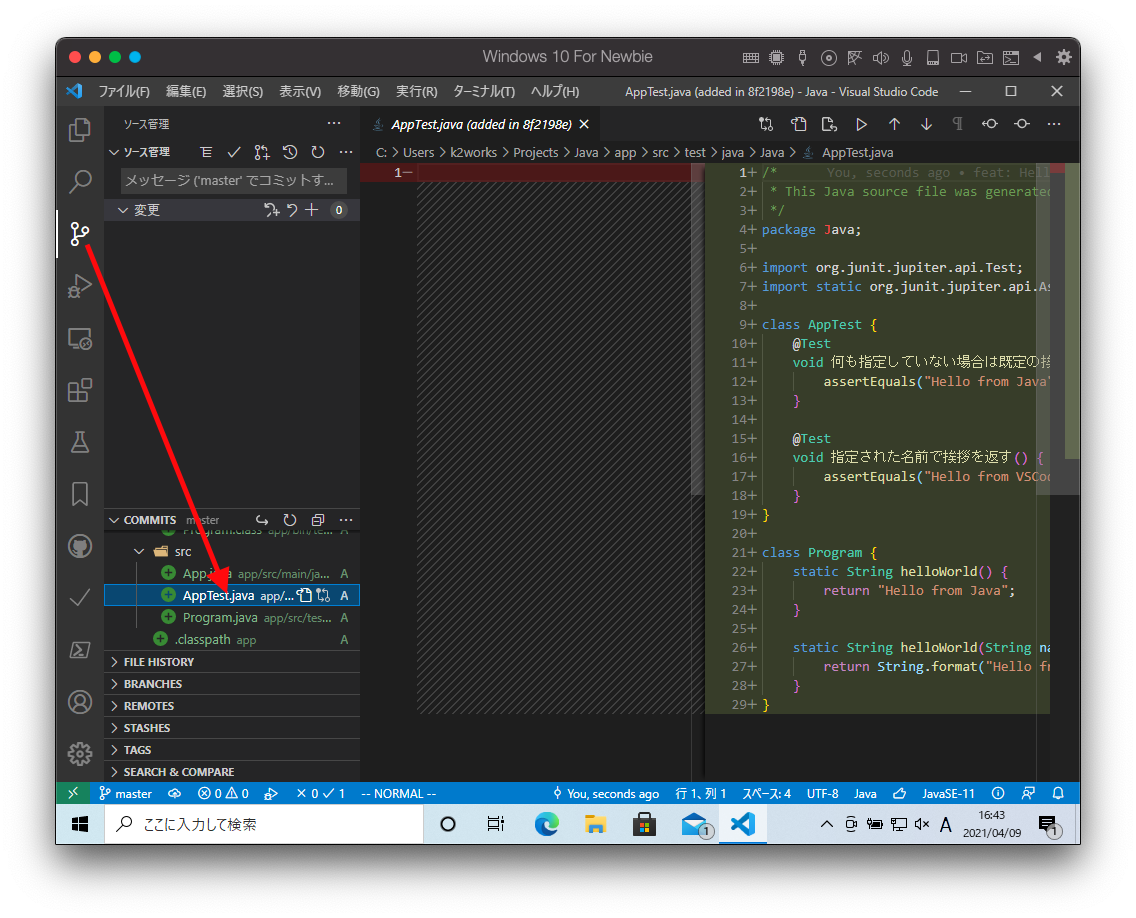 Windows 10 For Newbie
ファイル(F) 編集(E) 選択(S) 表示(V) 移動(G) 実行(R) ターミナル(T) ヘルプ(H) AppTest.java (added in 8f2198e) - Java - Visual Studio Code
ソース管理 ···
AppTest.java (added in 8f2198e)
ソース管理
C: > Users > k2works > Projects > Java > app > src > test > java > Java > AppTest.java
メッセージ ('master' でコミットす...
変更 0
1—
1+ /* You, seconds ago • feat: Hell
2+ * This Java source file was generated
3+ */
4+ package Java;
5+
6+ import org.junit.jupiter.api.Test;
7+ import static org.junit.jupiter.api.As
8+
9+ class AppTest {
10+ @Test
11+ void 何も指定していない場合は既定の挨
12+ assertEquals("Hello from Java"
13+ }
14+
15+ @Test
16+ void 指定された名前で挨拶を返す() {
17+ assertEquals("Hello from VSCod
18+ }
19+ }
20+
21+ class Program {
22+ static String helloWorld() {
23+ return "Hello from Java";
24+ }
25+
26+ static String helloWorld(String na
27+ return String.format("Hello fr
28+ }
29+ }
COMMITS master
Program.class app/bin/te... A
src
App.java app/src/main/ja... A
AppTest.java app/... A
Program.java app/src/tes... A
.classpath app A
FILE HISTORY
BRANCHES
REMOTES
STASHES
TAGS
SEARCH & COMPARE
master 0 0 0 1 -- NORMAL -- You, seconds ago 行 1、列 1 スペース: 4 UTF-8 Java JavaSE-11
ここに入力して検索
1
A
16:43
2021/04/09
1